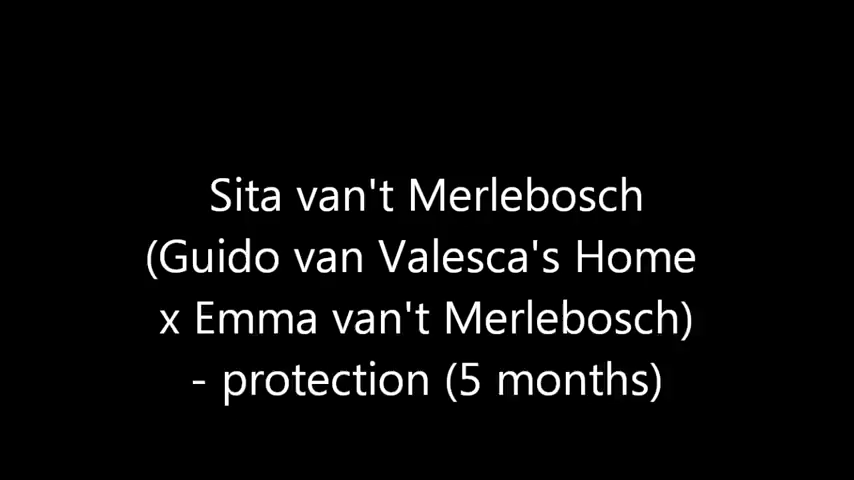 Sita van't Merlebosch
(Guido van Valesca's Home
x Emma van't Merlebosch)
- protection (5 months)